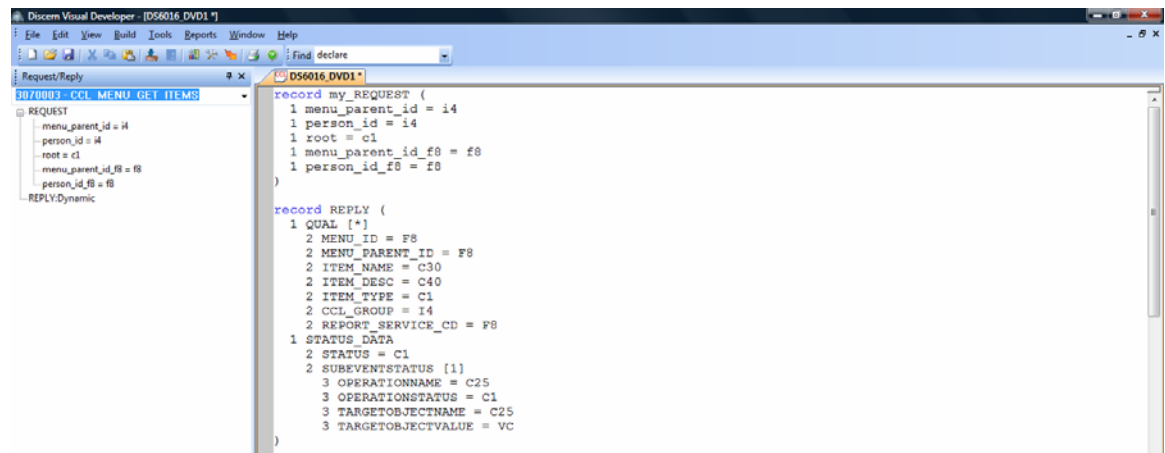 Discern Visual Developer - [DS6016_DVD1 *]
File Edit View Build Tools Reports Window Help
Find declare
Request/Reply
DS6016_DVD1 *
3070003 - CCL MENU GET ITEMS
REQUEST
menu_parent_id = i4
person_id = i4
root = c1
menu_parent_id_f8 = f8
person_id_f8 = f8
REPLY:Dynamic
record my_REQUEST (
1 menu_parent_id = i4
1 person_id = i4
1 root = c1
1 menu_parent_id_f8 = f8
1 person_id_f8 = f8
)
record REPLY (
1 QUAL [*]
2 MENU_ID = F8
2 MENU_PARENT_ID = F8
2 ITEM_NAME = C30
2 ITEM_DESC = C40
2 ITEM_TYPE = C1
2 CCL_GROUP = I4
2 REPORT_SERVICE_CD = F8
1 STATUS_DATA
2 STATUS = C1
2 SUBEVENTSTATUS [1]
3 OPERATIONNAME = C25
3 OPERATIONSTATUS = C1
3 TARGETOBJECTNAME = C25
3 TARGETOBJECTVALUE = VC
)